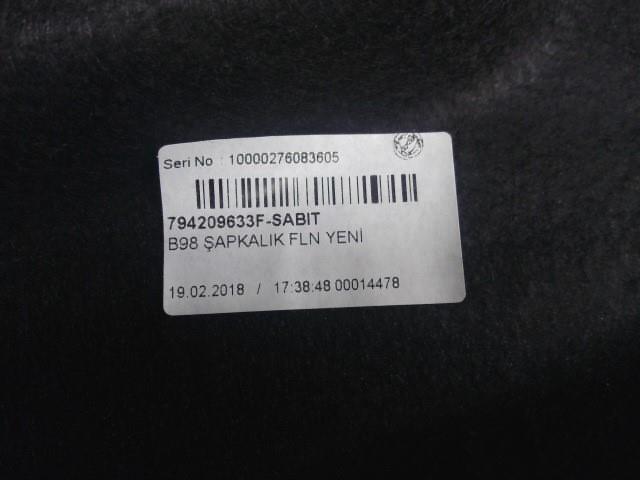 Seri No : 10000276083605
794209633F-SABIT
B98 ŞAPKALIK FLN YENİ
19.02.2018 / 17:38:48 00014478